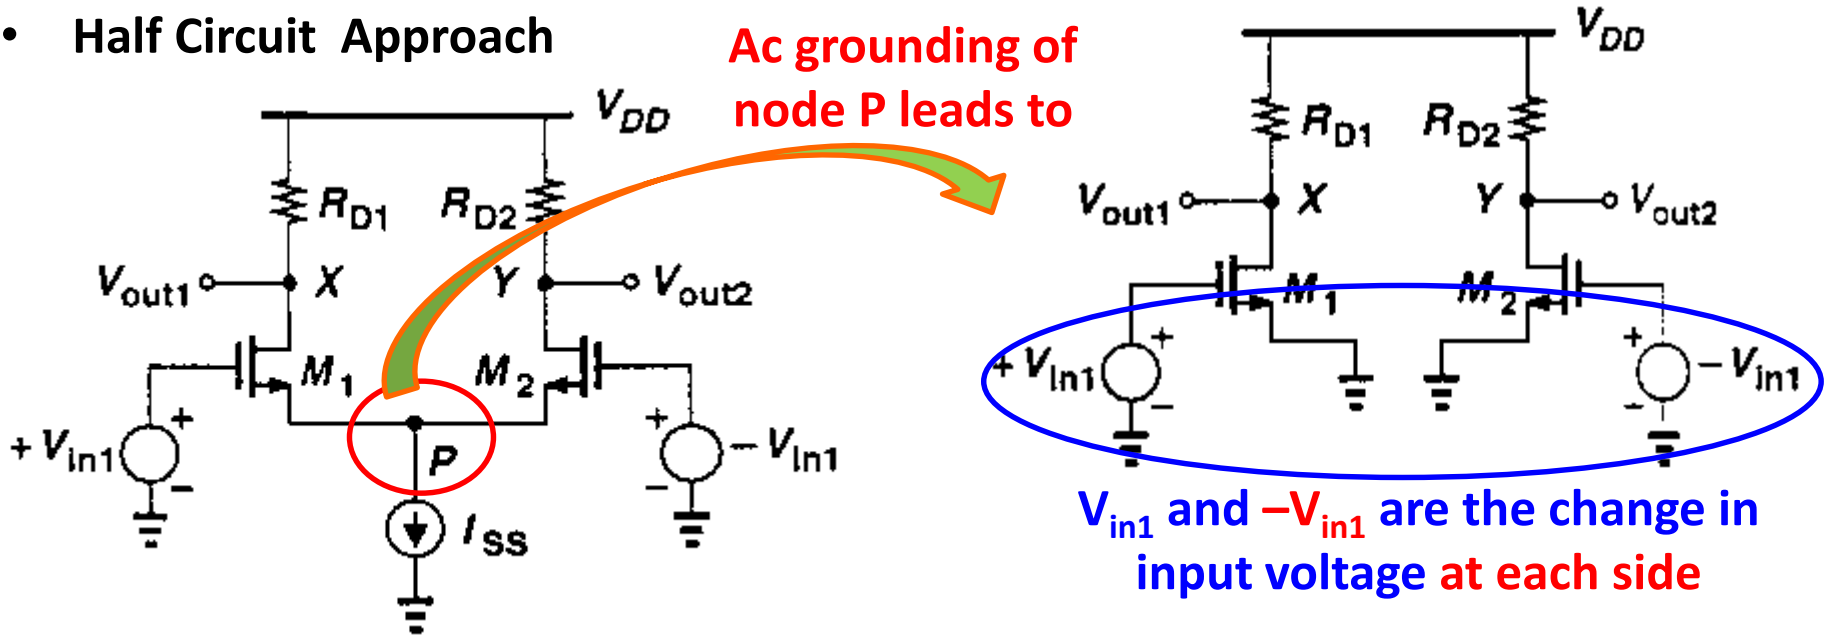 • Half Circuit Approach
Ac grounding of
node P leads to
VDD
RD1 RD2
Vout1 X Y Vout2
M1 M2
+ Vin1 + − P + − − Vin1
ISS
VDD
RD1 RD2
Vout1 X Y Vout2
M1 M2
+ Vin1 + − + − − Vin1
Vin1 and –Vin1 are the change in
input voltage at each side